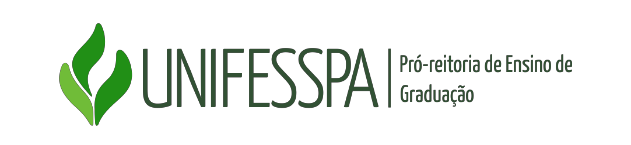 UNIFESSPA
Pró-reitoria de Ensino de
Graduação